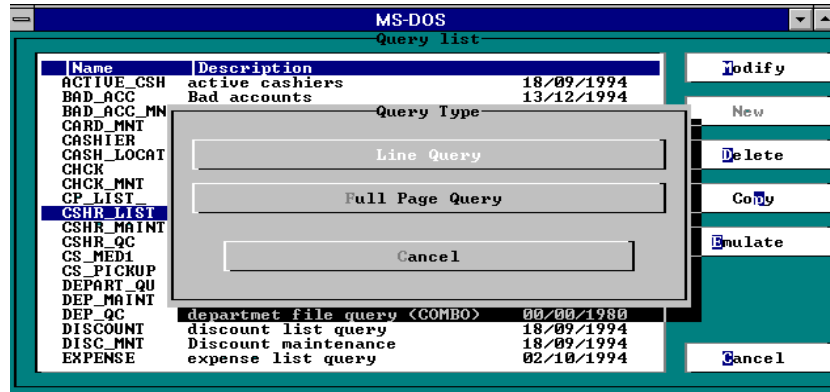 MS-DOS
Query list
Name Description
ACTIVE_CSH active cashiers 18/09/1994
BAD_ACC Bad accounts 13/12/1994
BAD_ACC_MN
CARD_MNT
CASHIER
CASH_LOCAT
CHCK
CHCK_MNT
CP_LIST_
CSHR_LIST
CSHR_MAINT
CSHR_QC
CS_MED1
CS_PICKUP
DEPART_QU
DEP_MAINT
DEP_QC departmet file query (COMBO) 00/00/1980
DISCOUNT discount list query 18/09/1994
DISC_MNT Discount maintenance 18/09/1994
EXPENSE expense list query 02/10/1994
Query Type
Line Query
Full Page Query
Cancel
Modify
New
Delete
Copy
Emulate
Cancel